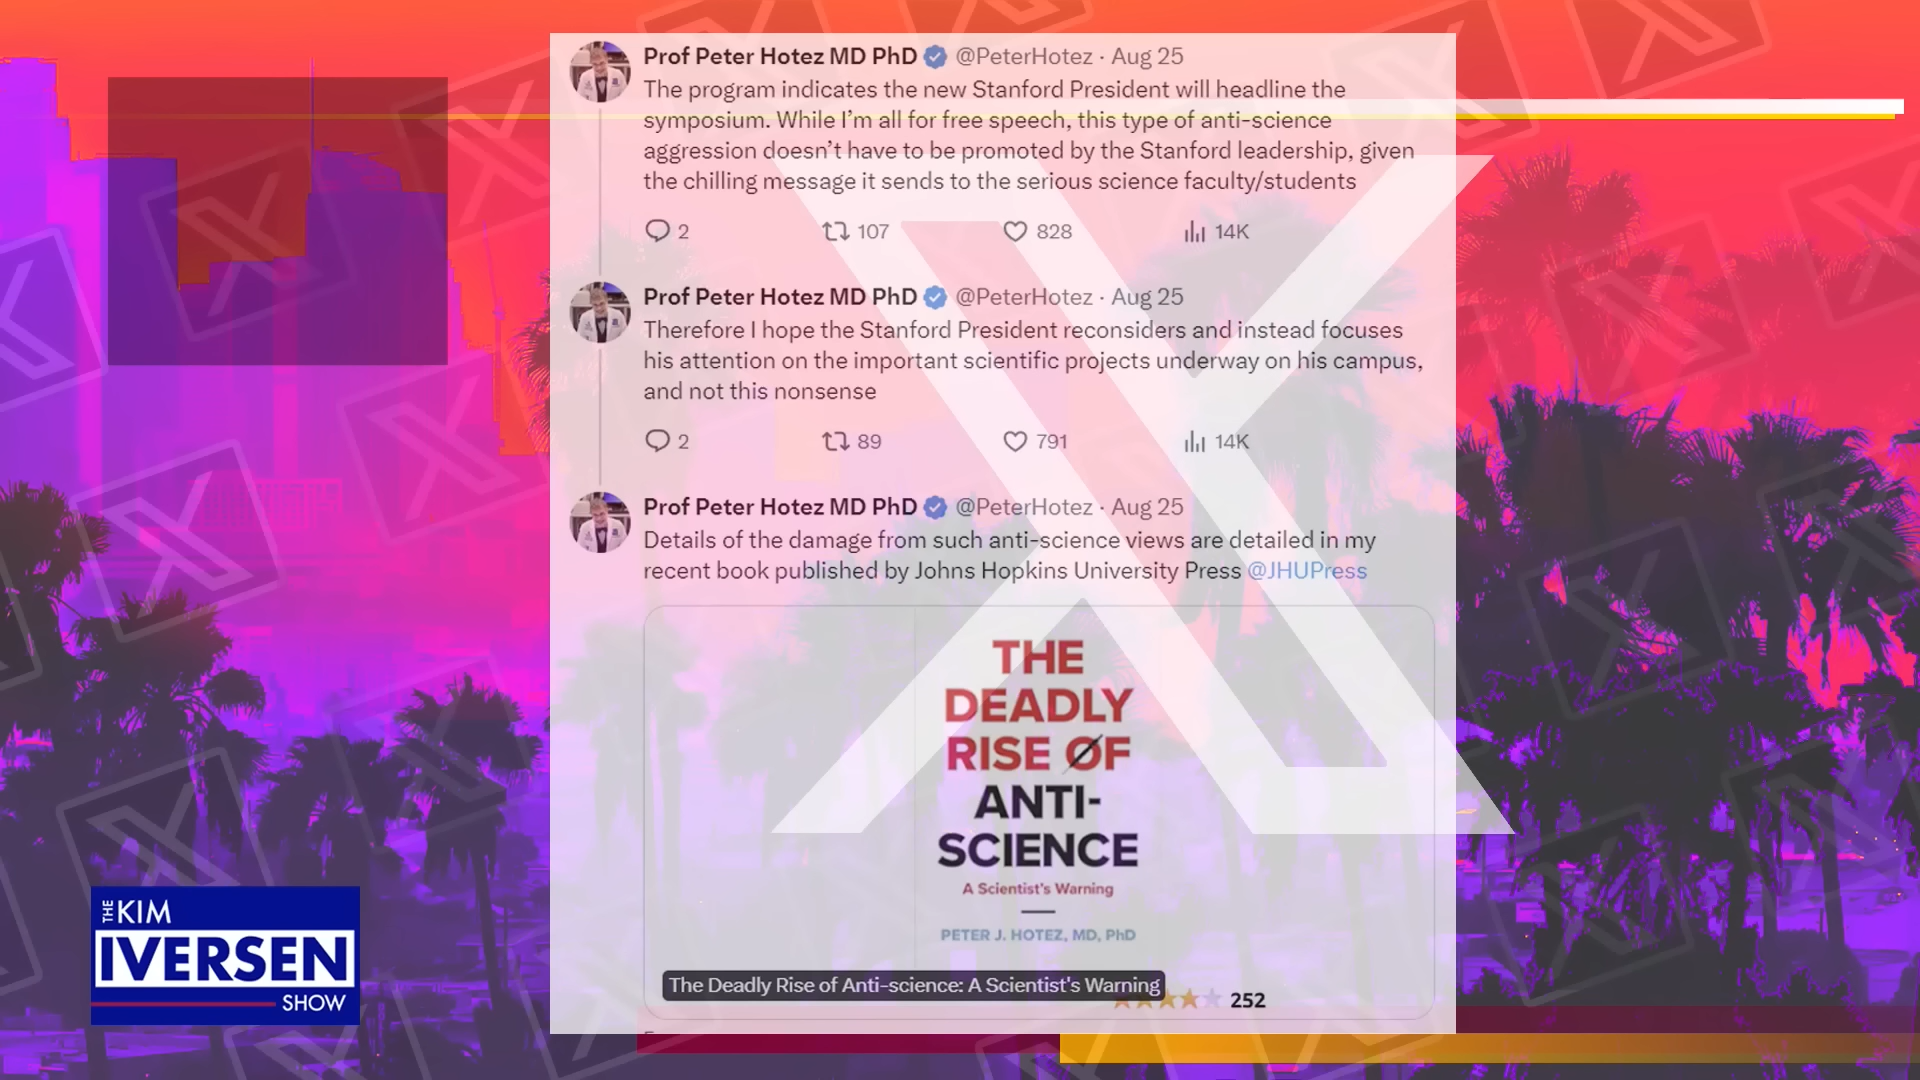 Prof Peter Hotez MD PhD @PeterHotez · Aug 25
The program indicates the new Stanford President will headline the
symposium. While I'm all for free speech, this type of anti-science
aggression doesn't have to be promoted by the Stanford leadership, given
the chilling message it sends to the serious science faculty/students
2 107 828 14K
Prof Peter Hotez MD PhD @PeterHotez · Aug 25
Therefore I hope the Stanford President reconsiders and instead focuses
his attention on the important scientific projects underway on his campus,
and not this nonsense
2 89 791 14K
Prof Peter Hotez MD PhD @PeterHotez · Aug 25
Details of the damage from such anti-science views are detailed in my
recent book published by Johns Hopkins University Press @JHUPress
THE
DEADLY
RISE OF
ANTI-
SCIENCE
A Scientist's Warning
PETER J. HOTEZ, MD, PhD
The Deadly Rise of Anti-science: A Scientist's Warning
252
THE KIM
IVERSEN
SHOW